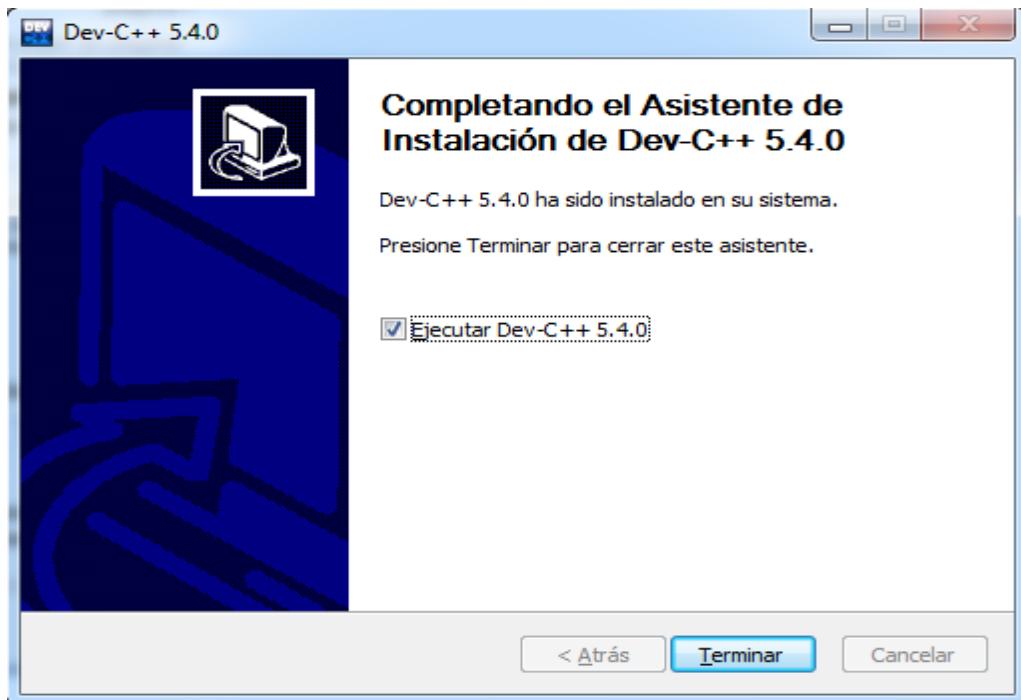 Dev-C++ 5.4.0
Completando el Asistente de
Instalación de Dev-C++ 5.4.0
Dev-C++ 5.4.0 ha sido instalado en su sistema.
Presione Terminar para cerrar este asistente.
Ejecutar Dev-C++ 5.4.0
< Atrás
Terminar
Cancelar